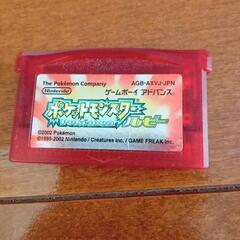 The Pokémon Company AGB-AXVJ-JPN
Nintendo ゲームボーイ アドバンス
ポケットモンスター
ルビー
©2002 Pokémon
©1995-2002 Nintendo / Creatures inc. / GAME FREAK inc.